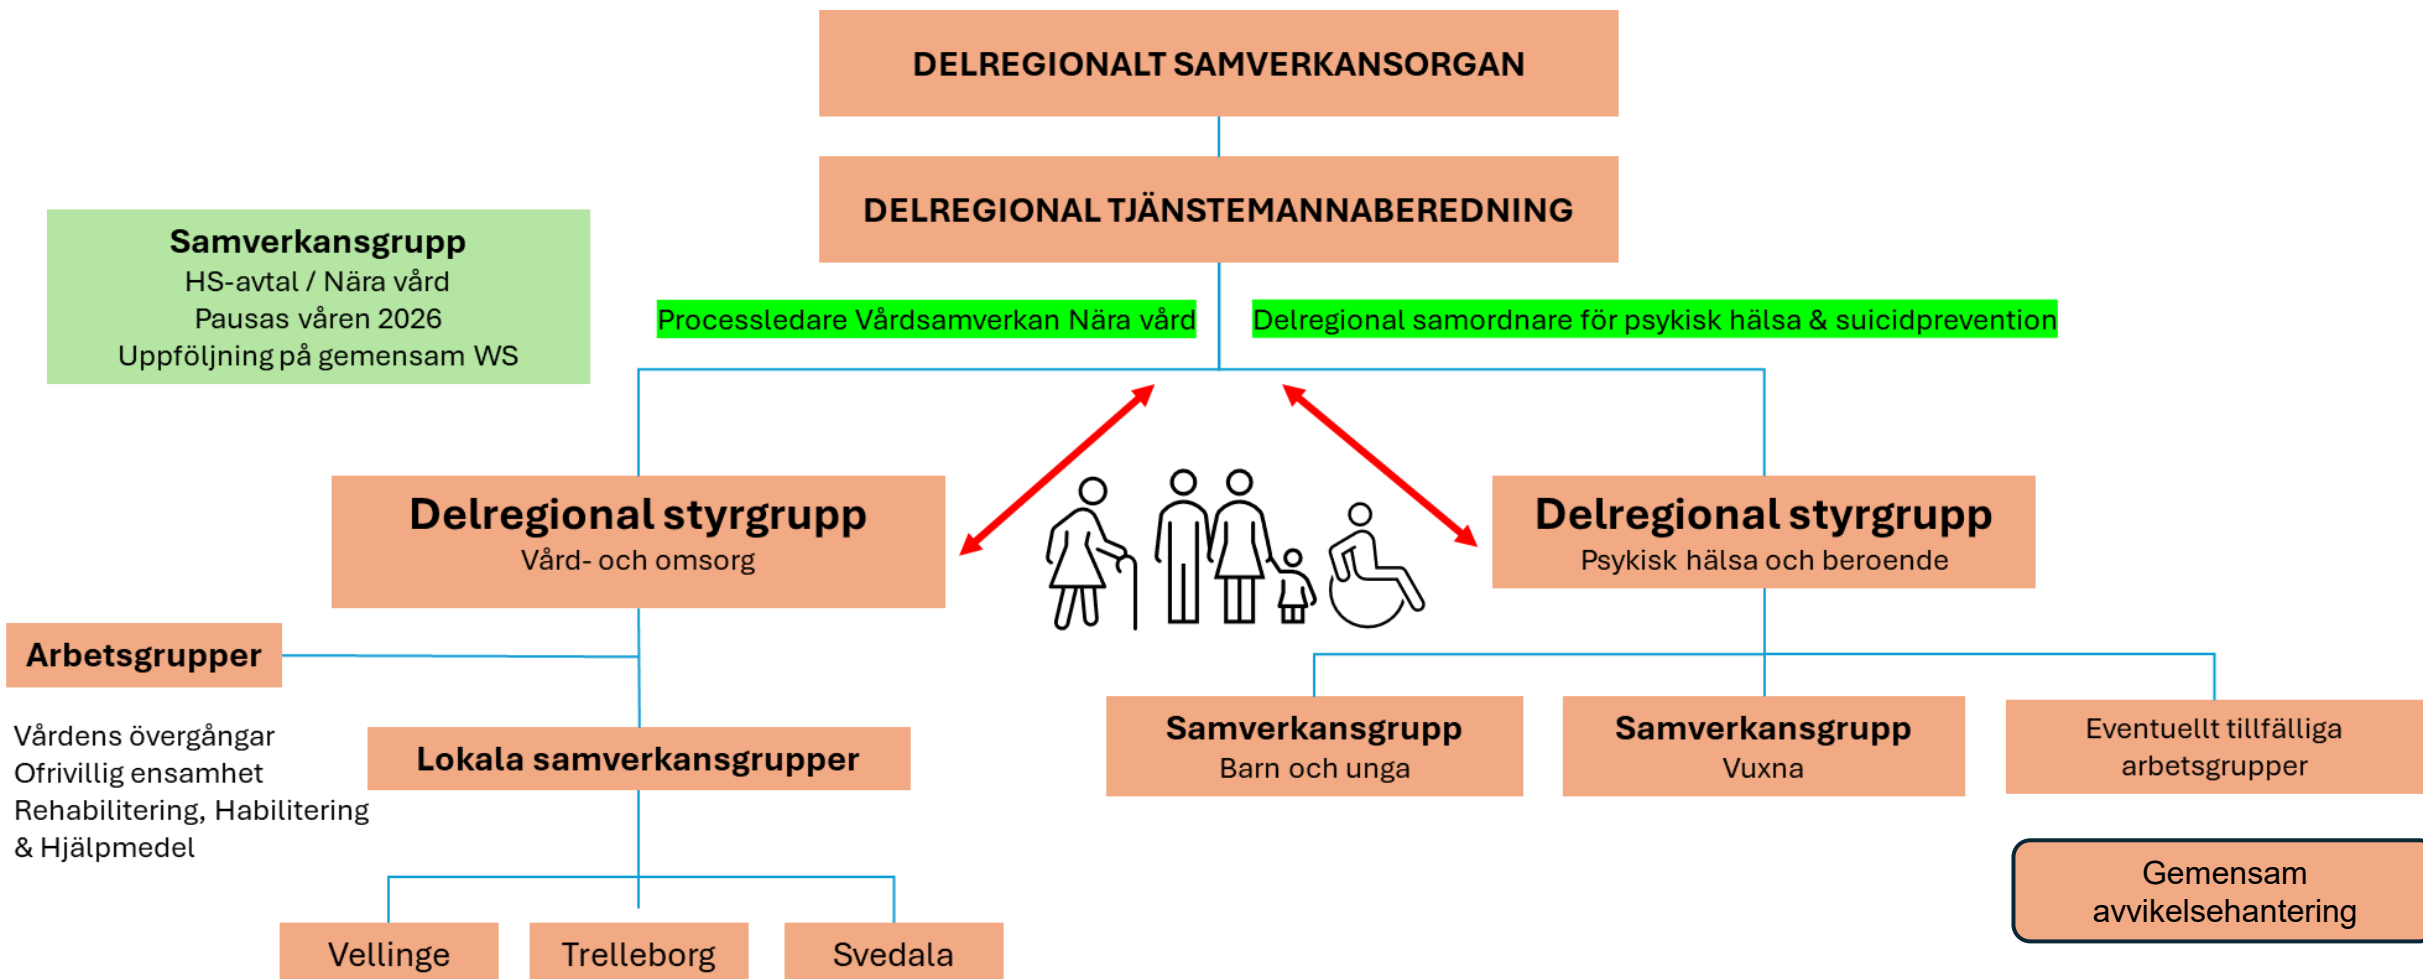 DELREGIONALT SAMVERKANSORGAN
DELREGIONAL TJÄNSTEMANNABEREDNING
Samverkansgrupp
HS-avtal / Nära vård
Pausas våren 2026
Uppföljning på gemensam WS
Processledare Vårdsamverkan Nära vård
Delregional samordnare för psykisk hälsa & suicidprevention
Delregional styrgrupp
Vård- och omsorg
Delregional styrgrupp
Psykisk hälsa och beroende
Arbetsgrupper
Vårdens övergångar
Ofrivillig ensamhet
Rehabilitering, Habilitering
& Hjälpmedel
Lokala samverkansgrupper
Samverkansgrupp
Barn och unga
Samverkansgrupp
Vuxna
Eventuellt tillfälliga
arbetsgrupper
Gemensam
avvikelsehantering
Vellinge
Trelleborg
Svedala